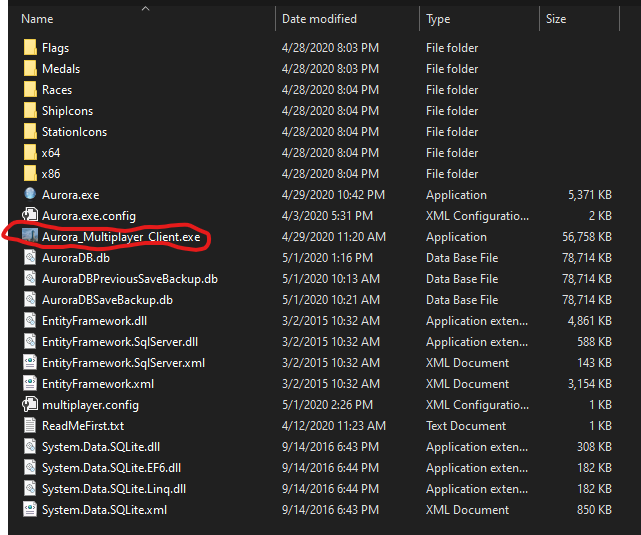 Name Date modified Type Size
Flags 4/28/2020 8:03 PM File folder
Medals 4/28/2020 8:03 PM File folder
Races 4/28/2020 8:04 PM File folder
ShipIcons 4/28/2020 8:04 PM File folder
StationIcons 4/28/2020 8:04 PM File folder
x64 4/28/2020 8:04 PM File folder
x86 4/28/2020 8:04 PM File folder
Aurora.exe 4/29/2020 10:42 PM Application 5,371 KB
Aurora.exe.config 4/3/2020 5:31 PM XML Configuratio... 2 KB
Aurora_Multiplayer_Client.exe 4/29/2020 11:20 AM Application 56,758 KB
AuroraDB.db 5/1/2020 1:16 PM Data Base File 78,714 KB
AuroraDBPreviousSaveBackup.db 5/1/2020 10:13 AM Data Base File 78,714 KB
AuroraDBSaveBackup.db 5/1/2020 10:21 AM Data Base File 78,714 KB
EntityFramework.dll 3/2/2015 10:32 AM Application exten... 4,861 KB
EntityFramework.SqlServer.dll 3/2/2015 10:32 AM Application exten... 588 KB
EntityFramework.SqlServer.xml 3/2/2015 10:32 AM XML Document 143 KB
EntityFramework.xml 3/2/2015 10:32 AM XML Document 3,154 KB
multiplayer.config 5/1/2020 2:26 PM XML Configuratio... 1 KB
ReadMeFirst.txt 4/12/2020 11:23 AM Text Document 1 KB
System.Data.SQLite.dll 9/14/2016 6:43 PM Application exten... 308 KB
System.Data.SQLite.EF6.dll 9/14/2016 6:44 PM Application exten... 182 KB
System.Data.SQLite.Linq.dll 9/14/2016 6:44 PM Application exten... 182 KB
System.Data.SQLite.xml 9/14/2016 6:43 PM XML Document 850 KB